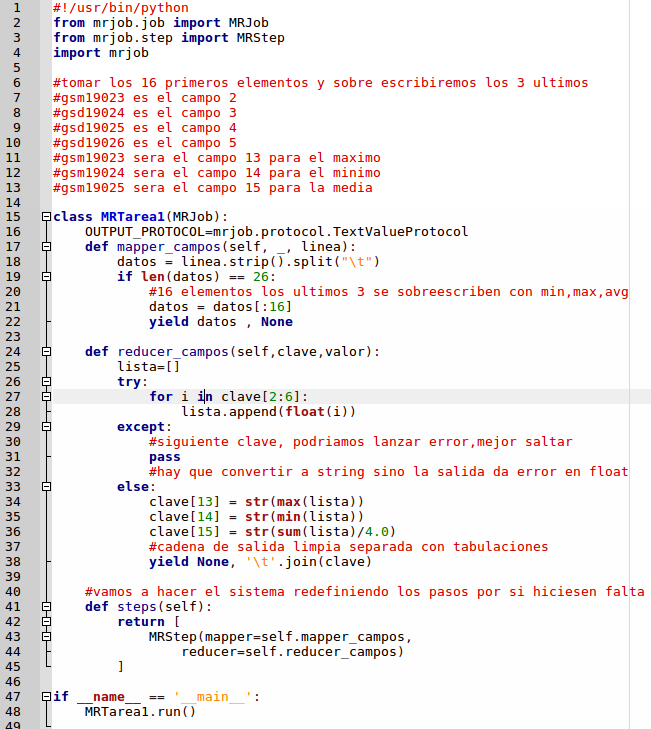 1 #!/usr/bin/python
2 from mrjob.job import MRJob
3 from mrjob.step import MRStep
4 import mrjob
5
6 #tomar los 16 primeros elementos y sobre escribiremos los 3 ultimos
7 #gsm19023 es el campo 2
8 #gsd19024 es el campo 3
9 #gsd19025 es el campo 4
10 #gsd19026 es el campo 5
11 #gsm19023 sera el campo 13 para el maximo
12 #gsm19024 sera el campo 14 para el minimo
13 #gsm19025 sera el campo 15 para la media
14
15 class MRTarea1(MRJob):
16     OUTPUT_PROTOCOL=mrjob.protocol.TextValueProtocol
17     def mapper_campos(self, _, linea):
18         datos = linea.strip().split("\t")
19         if len(datos) == 26:
20             #16 elementos los ultimos 3 se sobreescriben con min,max,avg
21             datos = datos[:16]
22             yield datos , None
23
24     def reducer_campos(self,clave,valor):
25         lista=[]
26         try:
27             for i in clave[2:6]:
28                 lista.append(float(i))
29         except:
30             #siguiente clave, podriamos lanzar error,mejor saltar
31             pass
32             #hay que convertir a string sino la salida da error en float
33         else:
34             clave[13] = str(max(lista))
35             clave[14] = str(min(lista))
36             clave[15] = str(sum(lista)/4.0)
37             #cadena de salida limpia separada con tabulaciones
38             yield None, '\t'.join(clave)
39
40     #vamos a hacer el sistema redefiniendo los pasos por si hiciesen falta
41     def steps(self):
42         return [
43             MRStep(mapper=self.mapper_campos,
44                 reducer=self.reducer_campos)
45         ]
46
47 if __name__ == '__main__':
48     MRTarea1.run()
49